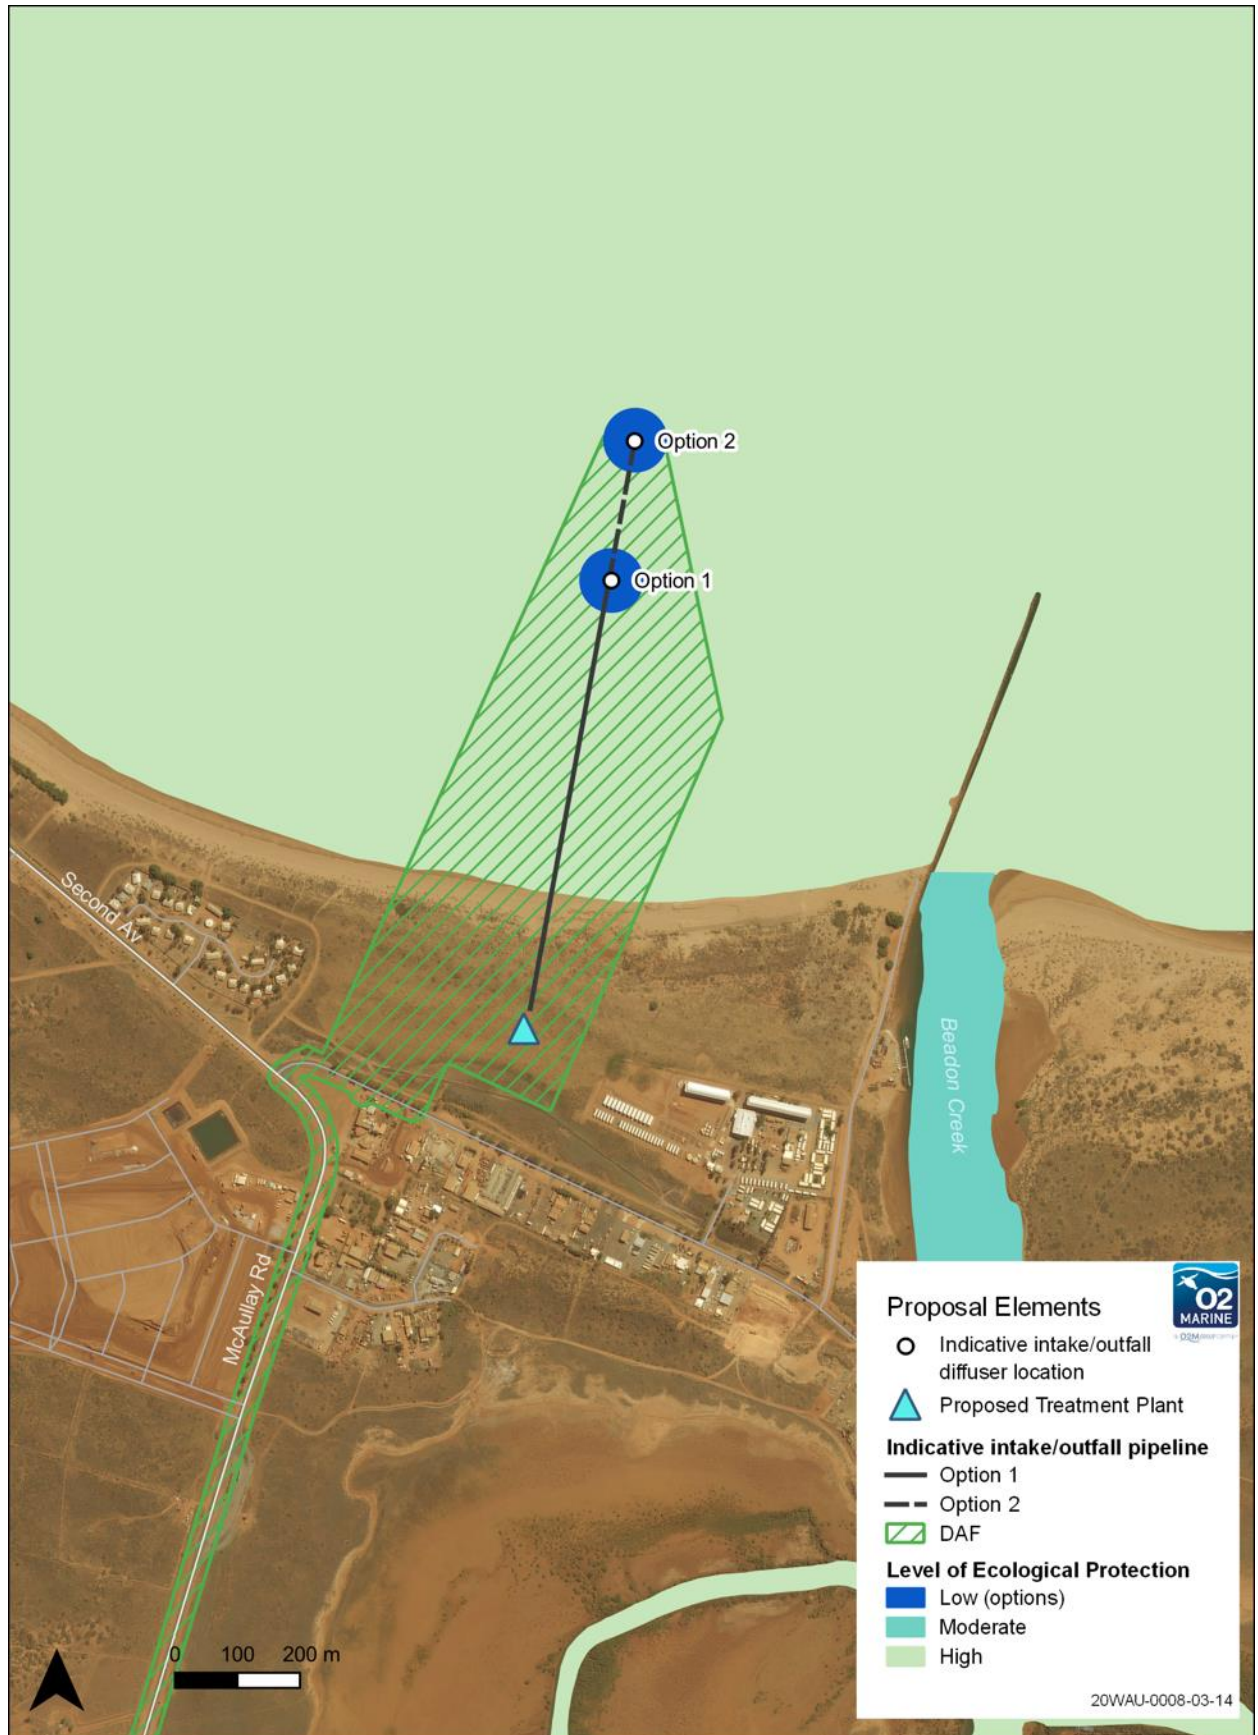 Option 2
Option 1
Second Av
Beadon Creek
McAullay Rd
0 100 200 m
Proposal Elements
O2
MARINE
Indicative intake/outfall
diffuser location
Proposed Treatment Plant
Indicative intake/outfall pipeline
Option 1
Option 2
DAF
Level of Ecological Protection
Low (options)
Moderate
High
20WAU-0008-03-14